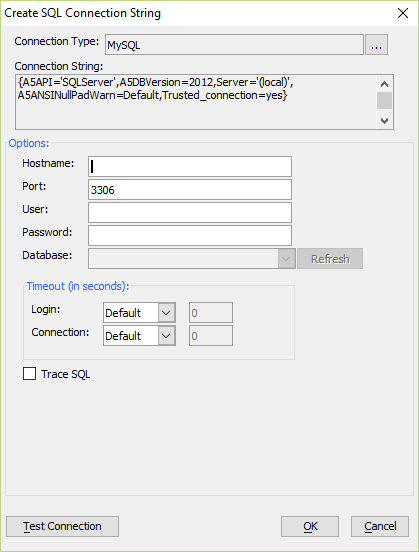 Create SQL Connection String
Connection Type: MySQL ...
Connection String:
{A5API='SQLServer',A5DBVersion=2012,Server='(local)',
A5ANSINullPadWarn=Default,Trusted_connection=yes}
Options:
Hostname:
Port: 3306
User:
Password:
Database: Refresh
Timeout (in seconds):
Login: Default 0
Connection: Default 0
Trace SQL
Test Connection OK Cancel